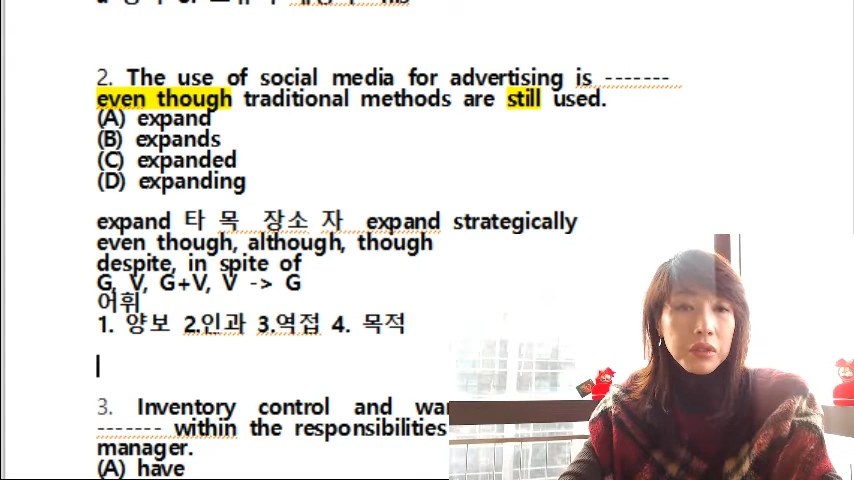 2. The use of social media for advertising is -------
even though traditional methods are still used.
(A) expand
(B) expands
(C) expanded
(D) expanding
expand 타 목 장소 자 expand strategically
even though, although, though
despite, in spite of
G, V, G+V, V -> G
어휘
1. 양보 2.인과 3.역접 4. 목적
3. Inventory control and
------- within the responsibilities
manager.
(A) have